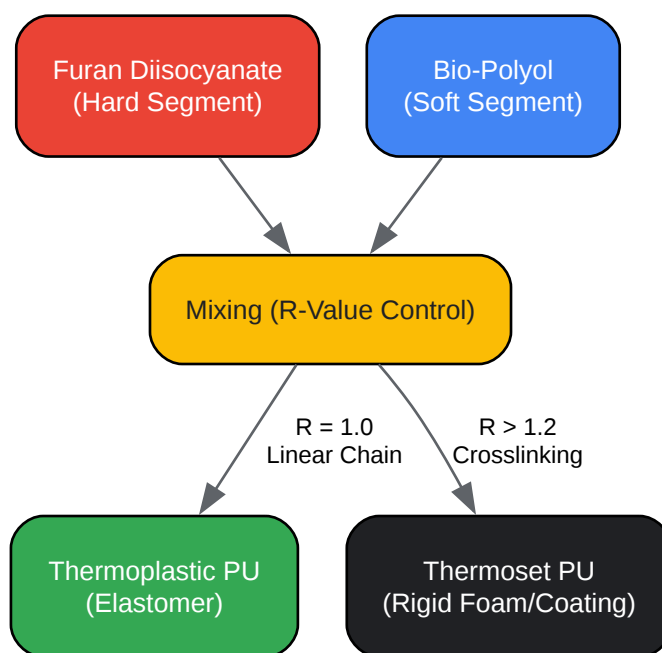 Furan Diisocyanate
(Hard Segment)
Bio-Polyol
(Soft Segment)
Mixing (R-Value Control)
R = 1.0
Linear Chain
R > 1.2
Crosslinking
Thermoplastic PU
(Elastomer)
Thermoset PU
(Rigid Foam/Coating)